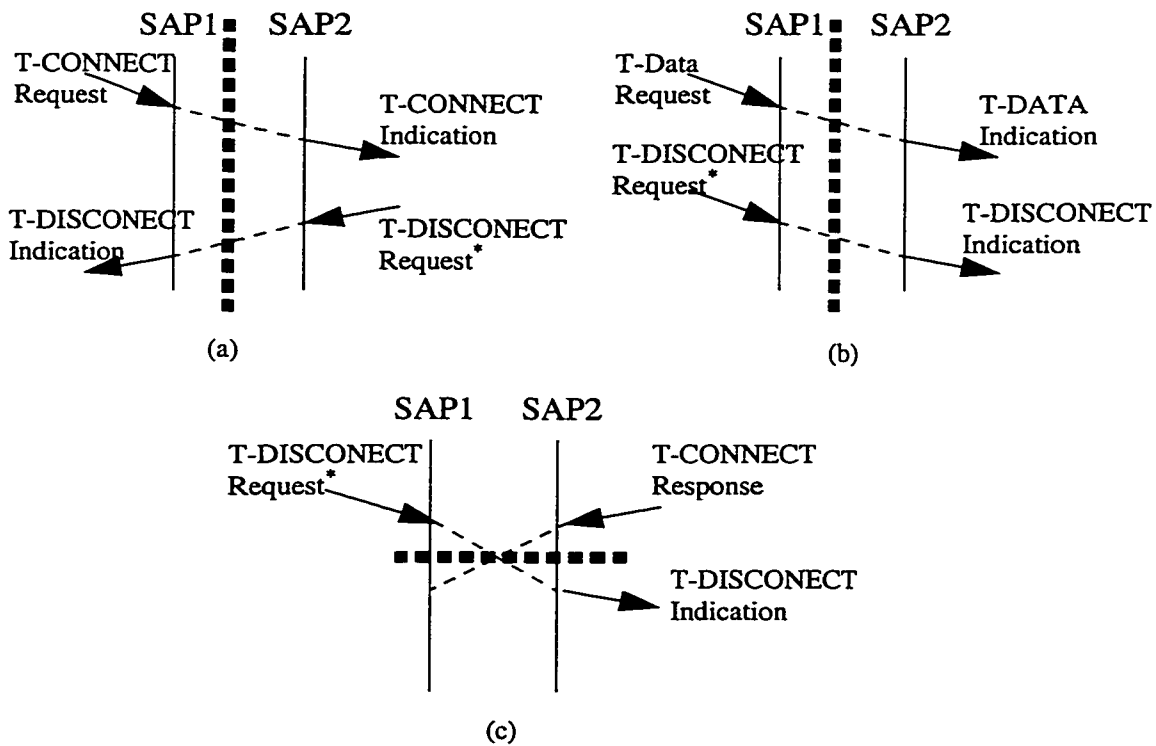 SAP1 SAP2
T-CONNECT
Request
T-CONNECT
Indication
T-DISCONECT
Indication
T-DISCONECT
Request*
(a)
SAP1 SAP2
T-Data
Request
T-DATA
Indication
T-DISCONECT
Request*
T-DISCONECT
Indication
(b)
SAP1 SAP2
T-DISCONECT
Request*
T-CONNECT
Response
T-DISCONECT
Indication
(c)